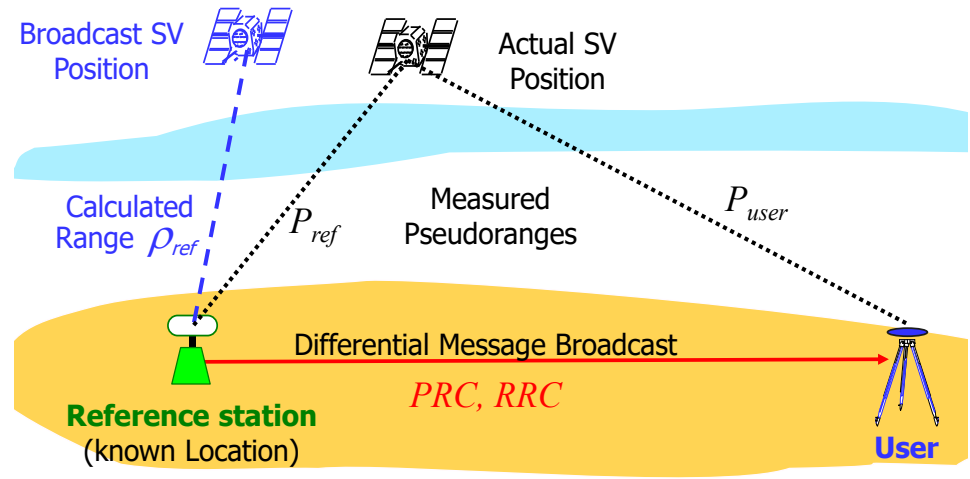 Broadcast SV
Position
Actual SV
Position
Calculated
Range ρref
Pref
Measured
Pseudoranges
Puser
Differential Message Broadcast
PRC, RRC
Reference station
(known Location)
User